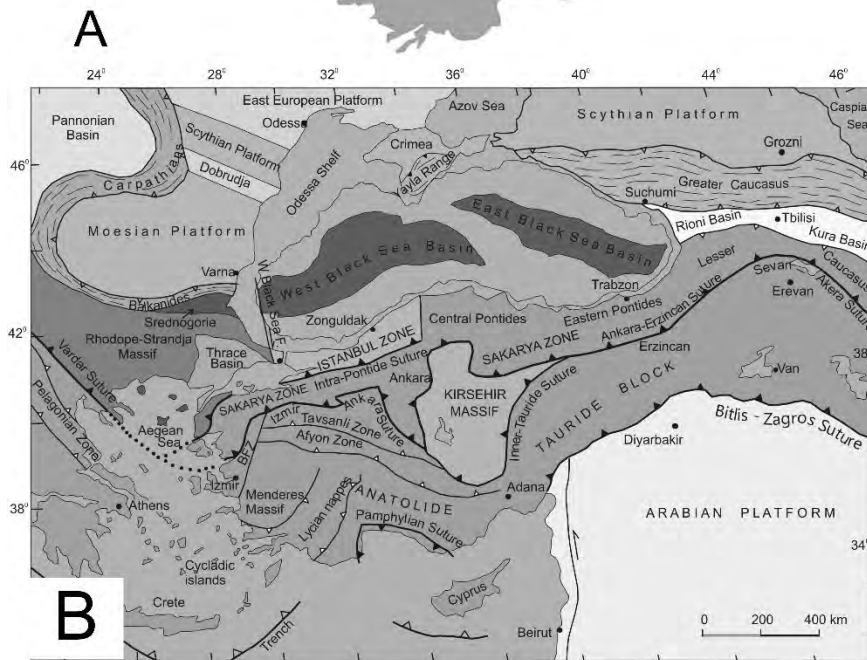 A
24° 28° 32° 36° 40° 44° 46°
Pannonian
Basin
East European Platform
Odessa
Azov Sea
Scythian Platform
Caspian
Sea
Grozni
46°
Scythian Platform
Dobrudja
Carpathians
Odessa Shelf
Crimea
ayla Range
Greater Caucasus
Suchumi
Rioni Basin
Tbilisi
Kura Basin
Moesian Platform
West Black Sea Basin
East Black Sea Basin
Varna
W. Black Sea F.
Lesser
Caucasus
Sevan
Akera Suture
Erevan
Trabzon
Balkanides
Srednogorie
Zonguldak
Central Pontides
Eastern Pontides
Ankara-Erzincan Suture
42°
Rhodope-Strandja
Massif
Thrace
Basin
ISTANBUL ZONE
Intra-Pontide Suture
SAKARYA ZONE
Erzincan
38°
Vardar Suture
SAKARYA ZONE
Ankara
KIRSEHIR
MASSIF
Van
Pelagonian Zone
Aegean
Sea
Izmir
Ankara Suture
Tavsanli Zone
Afyon Zone
Inner-Tauride Suture
TAURIDE BLOCK
Bitlis - Zagros Suture
Diyarbakir
BFZ
Izmir
Menderes
Massif
Lycian nappes
ANATOLIDE
Adana
Athens
38°
Pamphylian Suture
ARABIAN PLATFORM
34°
Cycladic
islands
Crete
Cyprus
Trench
Beirut
0 200 400 km
B